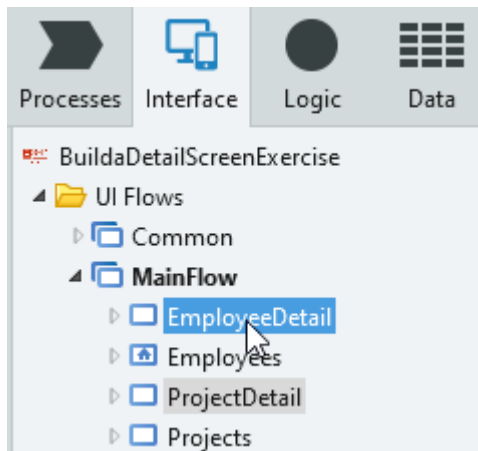 Processes Interface Logic Data
BuildaDetailScreenExercise
UI Flows
Common
MainFlow
EmployeeDetail
Employees
ProjectDetail
Projects